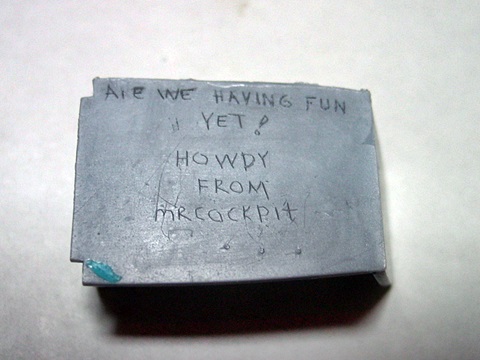 ARE WE HAVING FUN
YET!
HOWDY
FROM
MRCOCKPIT